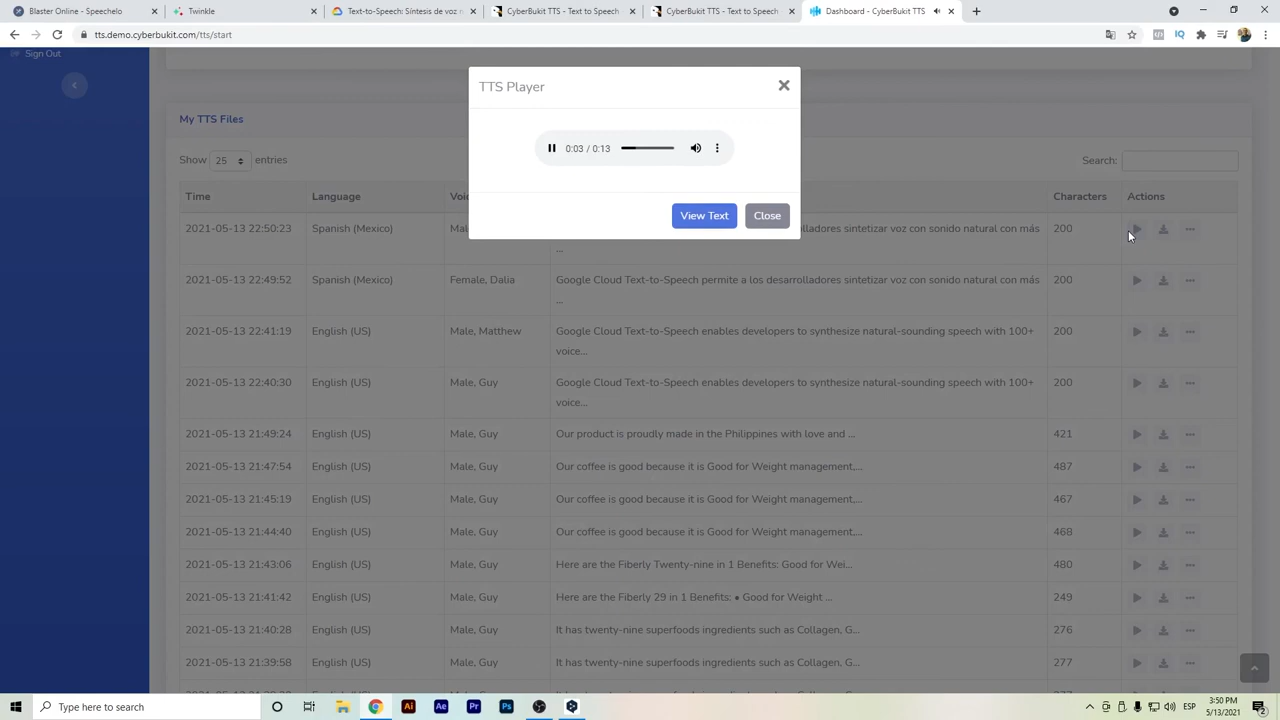 Blaster Online - Speechelo
Twinkle
Text-to-Speech: Síntesis de voz n
CyberBukit TTS - Text to Speech
CyberBukit TTS - Text to Speech
Dashboard - CyberBukit TTS
tts.demo.cyberbukit.com/tts/start
IQ
Sign Out
TTS Player
0:03 / 0:13
View Text
Close
My TTS Files
Show 25 entries
Search:
Time
Language
Characters
Actions
2021-05-13 22:50:23 Spanish (Mexico) 200
...
2021-05-13 22:49:52 Spanish (Mexico) Female, Dalia Google Cloud Text-to-Speech permite a los desarrolladores sintetizar voz con sonido natural con más 200
...
2021-05-13 22:41:19 English (US) Male, Matthew Google Cloud Text-to-Speech enables developers to synthesize natural-sounding speech with 100+ 200
voice...
2021-05-13 22:40:30 English (US) Male, Guy Google Cloud Text-to-Speech enables developers to synthesize natural-sounding speech with 100+ 200
voice...
2021-05-13 21:49:24 English (US) Male, Guy Our product is proudly made in the Philippines with love and ... 421
2021-05-13 21:47:54 English (US) Male, Guy Our coffee is good because it is Good for Weight management,... 487
2021-05-13 21:45:19 English (US) Male, Guy Our coffee is good because it is Good for Weight management,... 467
2021-05-13 21:44:40 English (US) Male, Guy Our coffee is good because it is Good for Weight management,... 468
2021-05-13 21:43:06 English (US) Male, Guy Here are the Fiberly Twenty-nine in 1 Benefits: Good for Wei... 480
2021-05-13 21:41:42 English (US) Male, Guy Here are the Fiberly 29 in 1 Benefits: • Good for Weight ... 249
2021-05-13 21:40:28 English (US) Male, Guy It has twenty-nine superfoods ingredients such as Collagen, G... 276
2021-05-13 21:39:58 English (US) Male, Guy It has twenty-nine superfoods ingredients such as Collagen, G... 277
Type here to search
Ai
Ae
Pr
Ps
ESP
3:50 PM
5/13/2021